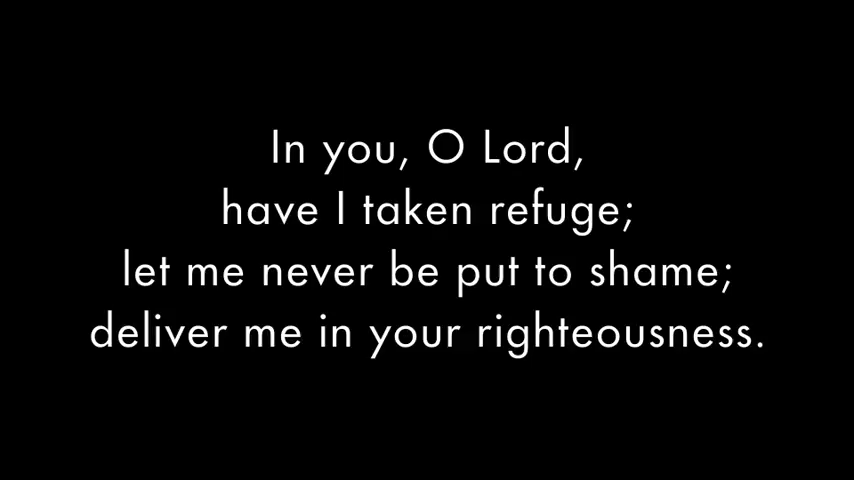 In you, O Lord,
have I taken refuge;
let me never be put to shame;
deliver me in your righteousness.